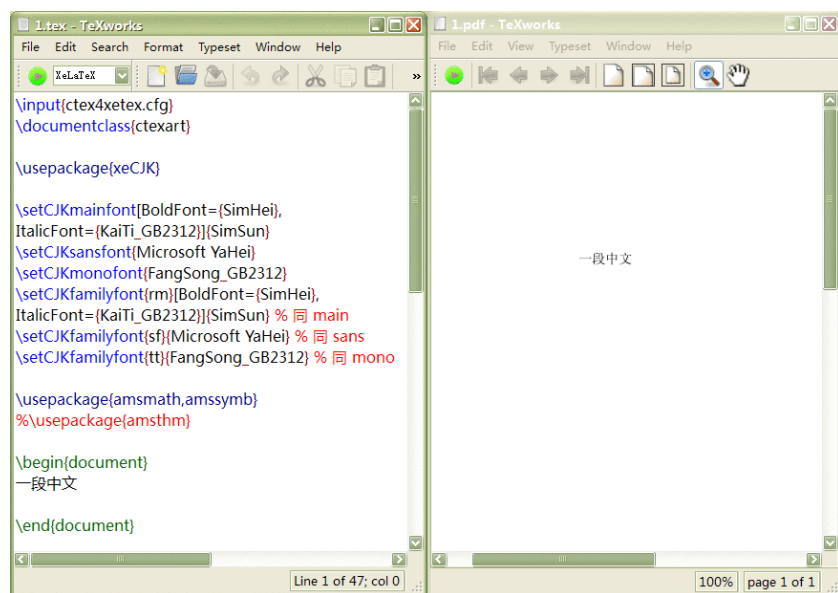 1.tex - TeXworks
File Edit Search Format Typeset Window Help
XeLaTeX
»
\input{ctex4xetex.cfg}
\documentclass{ctexart}
\usepackage{xeCJK}
\setCJKmainfont[BoldFont={SimHei},
ItalicFont={KaiTi_GB2312}]{SimSun}
\setCJKsansfont{Microsoft YaHei}
\setCJKmonofont{FangSong_GB2312}
\setCJKfamilyfont{rm}[BoldFont={SimHei},
ItalicFont={KaiTi_GB2312}]{SimSun} % 同 main
\setCJKfamilyfont{sf}{Microsoft YaHei} % 同 sans
\setCJKfamilyfont{tt}{FangSong_GB2312} % 同 mono
\usepackage{amsmath,amssymb}
%\usepackage{amsthm}
\begin{document}
一段中文
\end{document}
Line 1 of 47; col 0
1.pdf - TeXworks
File Edit View Typeset Window Help
一段中文
100% page 1 of 1